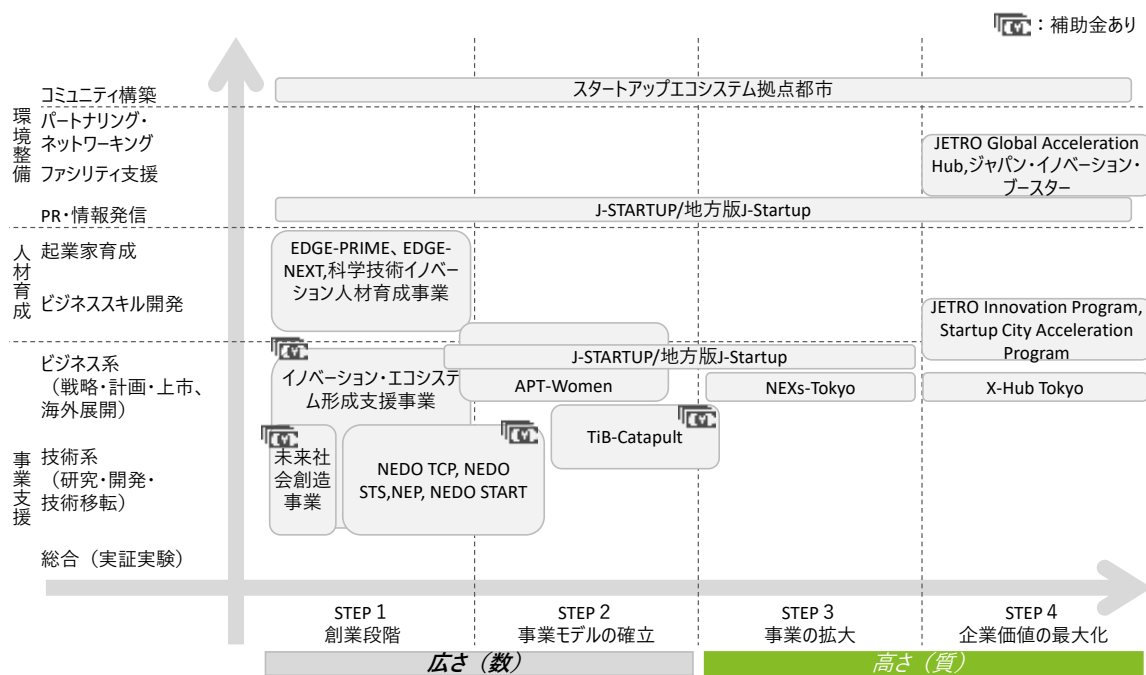 ：補助金あり
コミュニティ構築
スタートアップエコシステム拠点都市
環境整備
パートナリング・
ネットワーキング
ファシリティ支援
JETRO Global Acceleration
Hub,ジャパン・イノベーション・
ブースター
PR・情報発信
J-STARTUP/地方版J-Startup
人材育成
起業家育成
EDGE-PRIME、EDGE-
NEXT,科学技術イノベー
ション人材育成事業
ビジネススキル開発
JETRO Innovation Program,
Startup City Acceleration
Program
事業支援
ビジネス系
（戦略・計画・上市、
海外展開）
J-STARTUP/地方版J-Startup
イノベーション・エコシステ
ム形成支援事業
APT-Women
NEXs-Tokyo
X-Hub Tokyo
技術系
（研究・開発・
技術移転）
未来社
会創造
事業
NEDO TCP, NEDO
STS,NEP, NEDO START
TiB-Catapult
総合（実証実験）
STEP 1
創業段階
STEP 2
事業モデルの確立
STEP 3
事業の拡大
STEP 4
企業価値の最大化
広さ（数）
高さ（質）